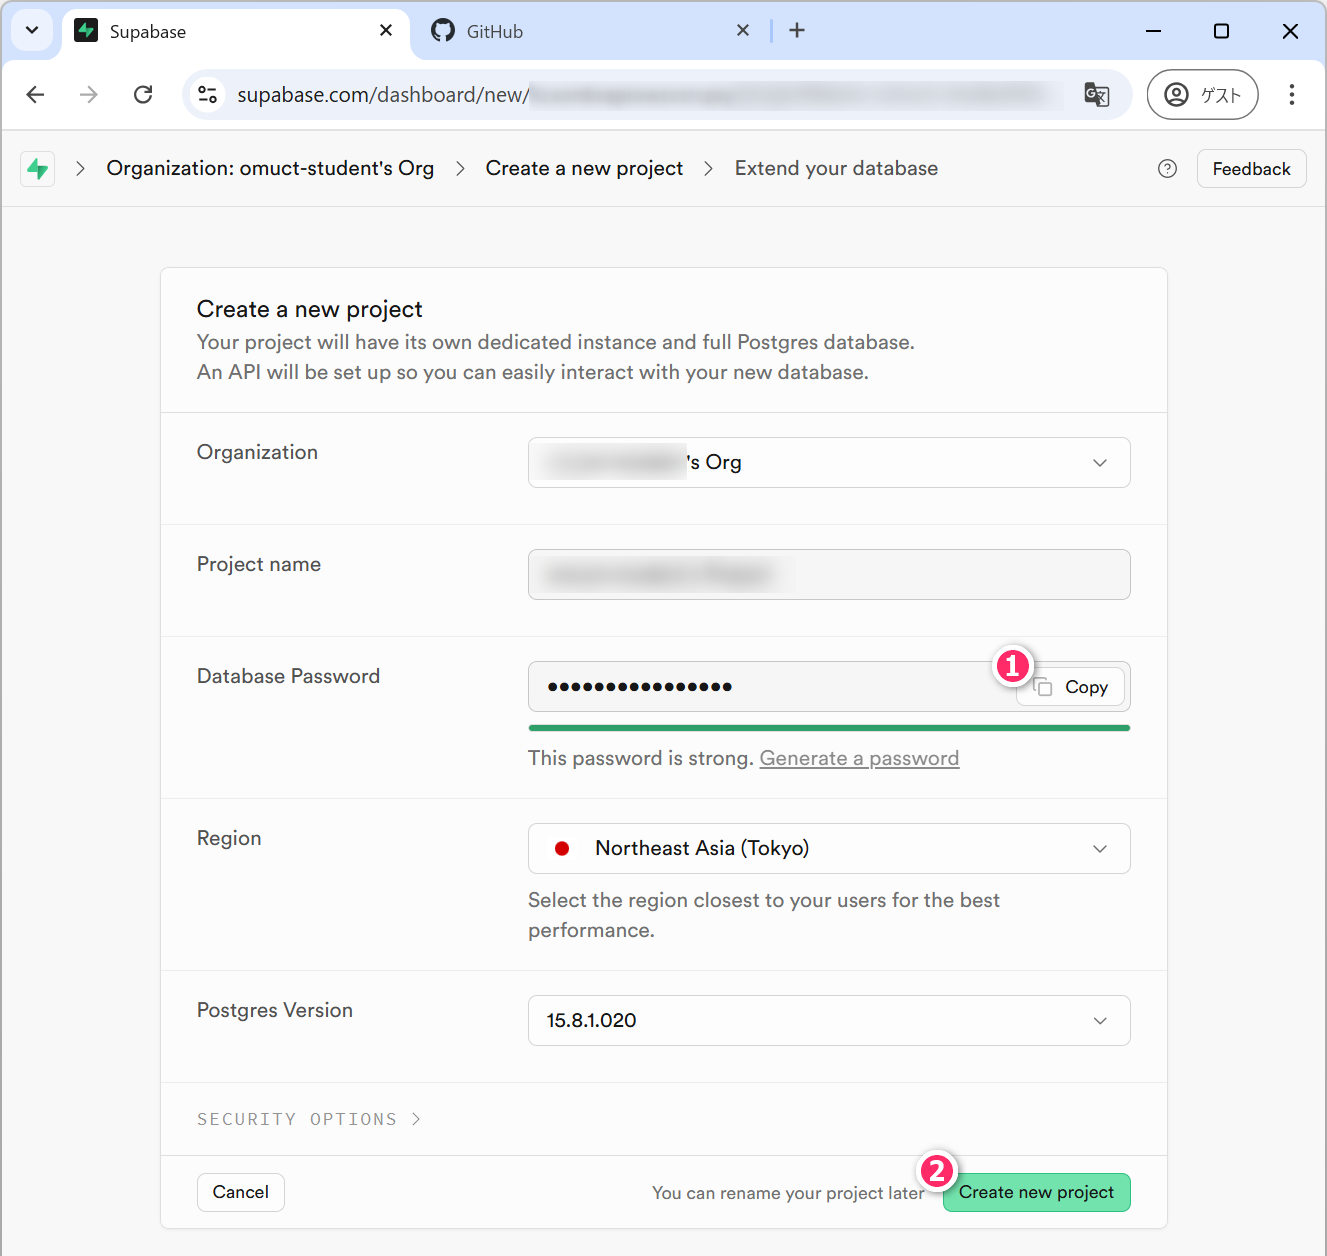 Supabase
GitHub
supabase.com/dashboard/new/
ゲスト
Organization: omuct-student's Org
Create a new project
Extend your database
Feedback
Create a new project
Your project will have its own dedicated instance and full Postgres database.
An API will be set up so you can easily interact with your new database.
Organization
's Org
Project name
Database Password
••••••••••••••••
1
Copy
This password is strong. Generate a password
Region
Northeast Asia (Tokyo)
Select the region closest to your users for the best
performance.
Postgres Version
15.8.1.020
SECURITY OPTIONS
Cancel
You can rename your project later
2
Create new project